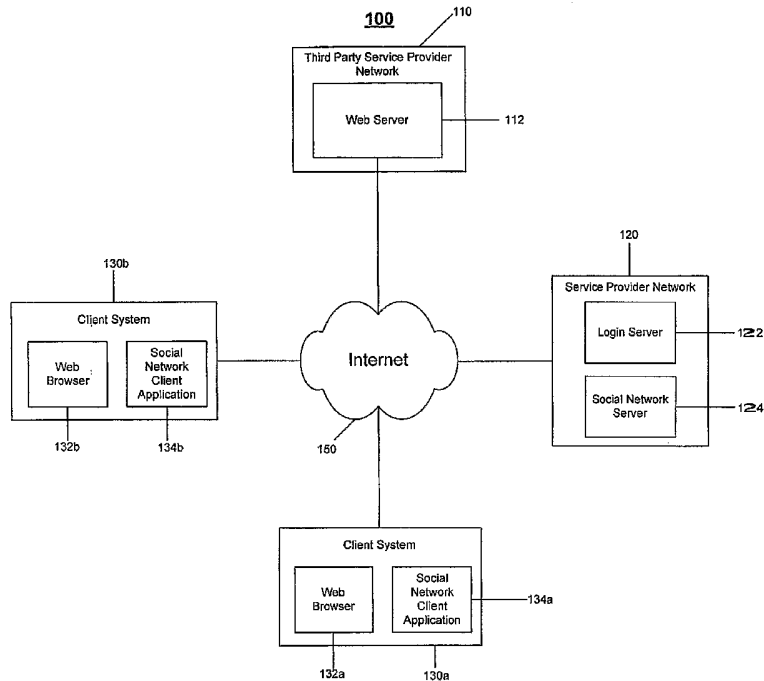 100
110
Third Party Service Provider
Network
Web Server
112
120
Service Provider Network
Login Server
122
Social Network
Server
124
130b
Client System
Web
Browser
Social
Network
Client
Application
132b
134b
Internet
150
Client System
Web
Browser
Social
Network
Client
Application
134a
132a
130a